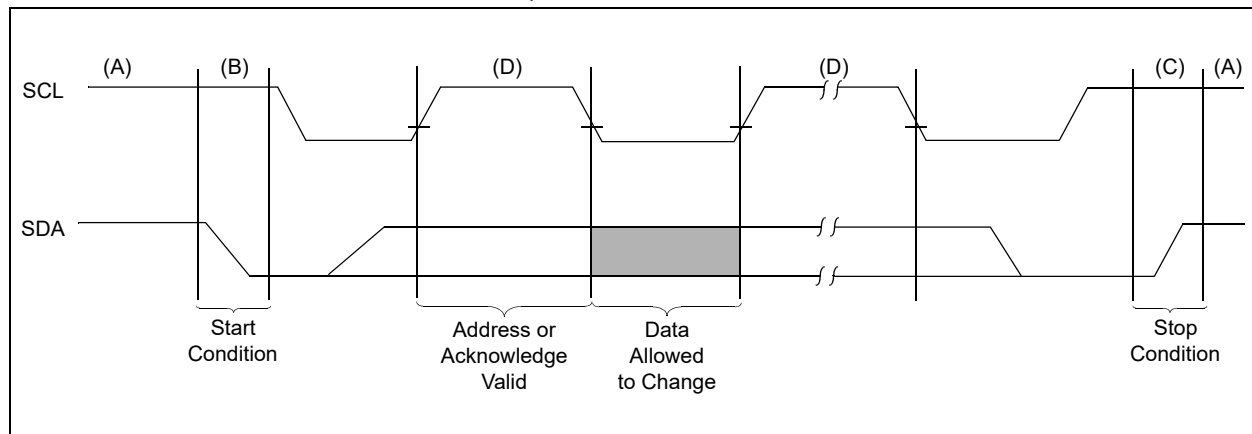 (A) (B) (D) (D) (C) (A)
SCL
SDA
Start
Condition
Address or
Acknowledge
Valid
Data
Allowed
to Change
Stop
Condition